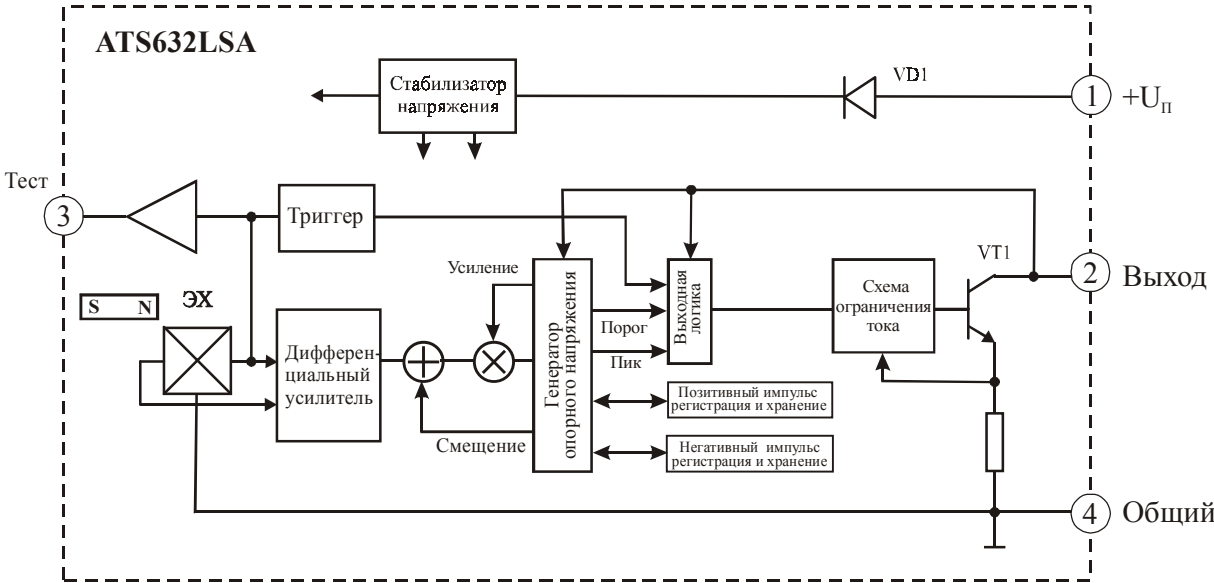 ATS632LSA
Стабилизатор
напряжения
VD1
1
+Uп
Тест
3
Триггер
Усиление
VT1
2
Выход
S N
ЭХ
Дифферен-
циальный
усилитель
Генератор
опорного напряжения
Порог
Пик
Выходная
логика
Схема
ограничения
тока
Позитивный импульс
регистрация и хранение
Смещение
Негативный импульс
регистрация и хранение
4
Общий